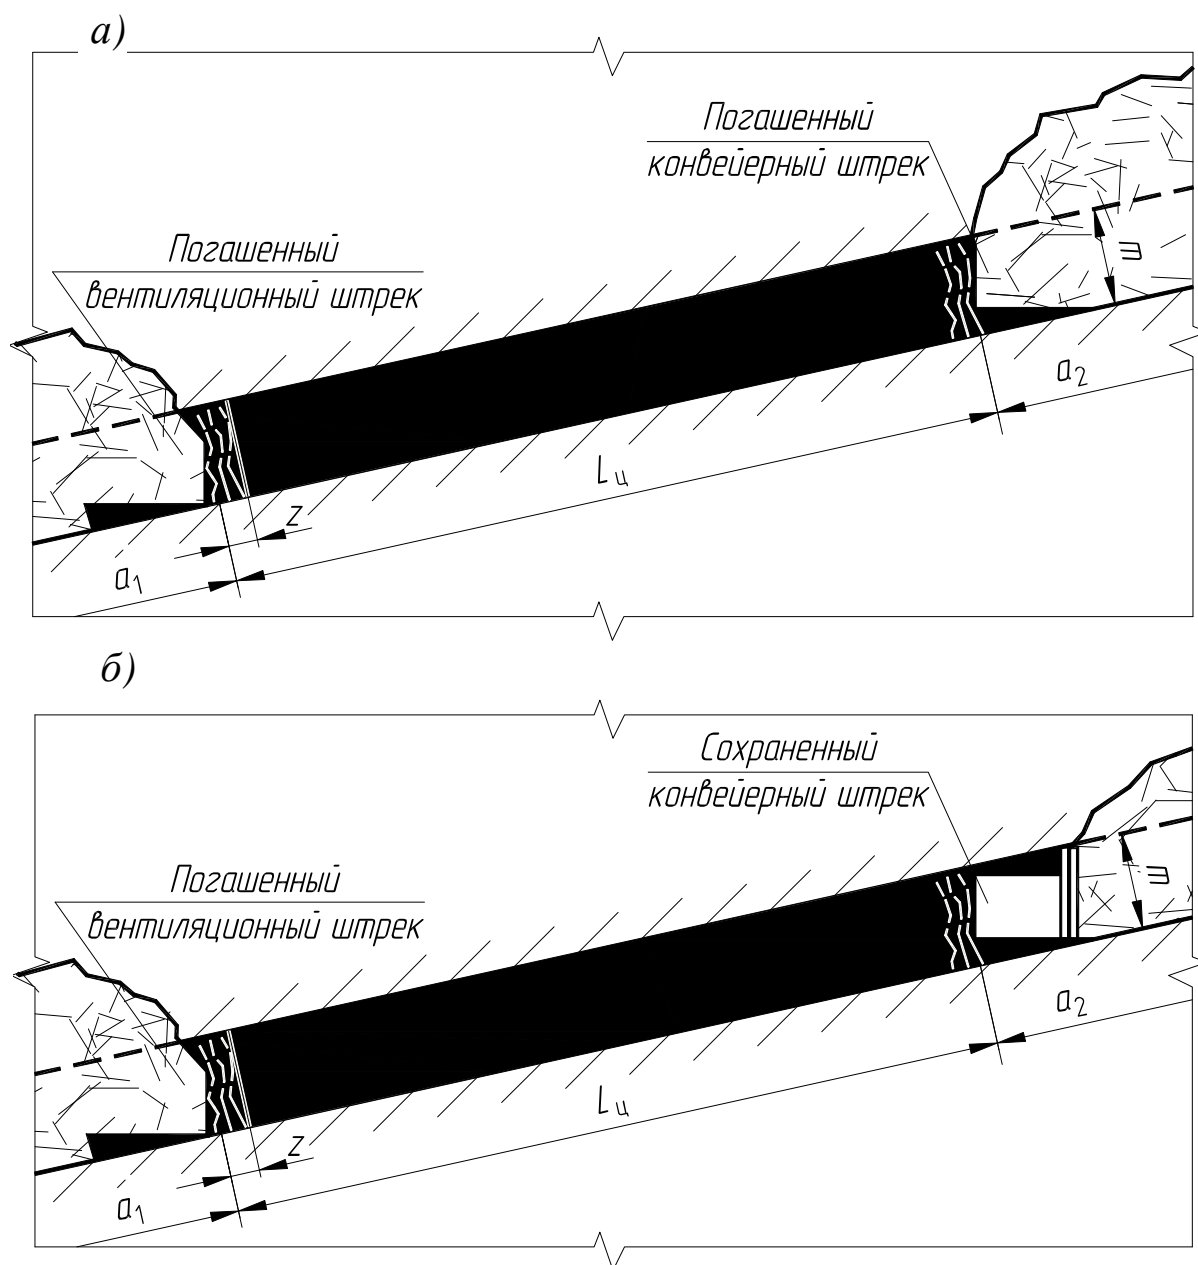 а)
Погашенный
конвейерный штрек
Погашенный
вентиляционный штрек
m
a₂
Lц
z
a₁
б)
Сохраненный
конвейерный штрек
Погашенный
вентиляционный штрек
m
a₂
Lц
z
a₁